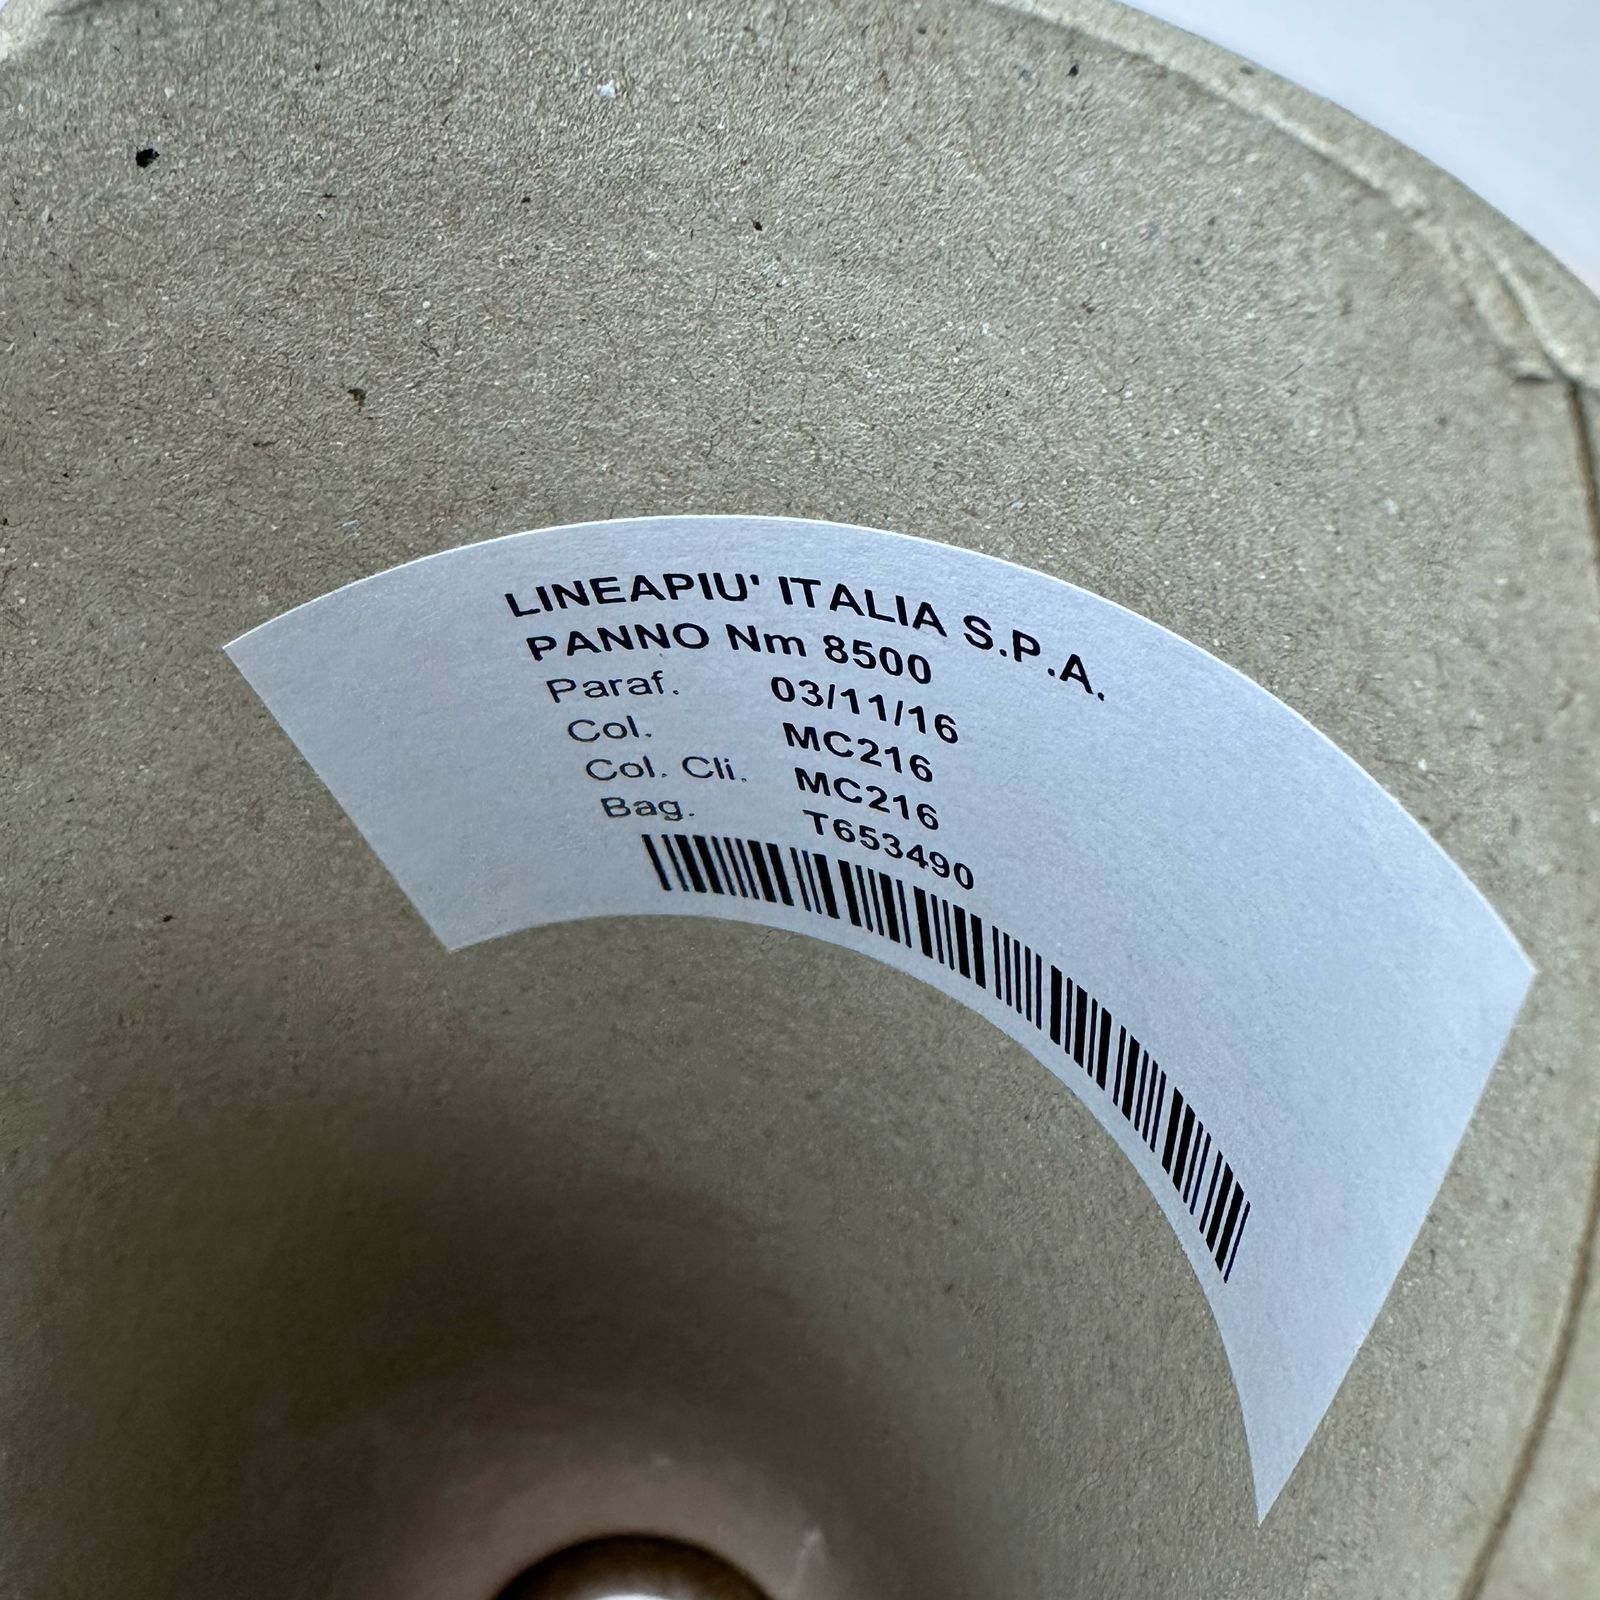 LINEAPIU' ITALIA S.P.A.
PANNO Nm 8500
Paraf. 03/11/16
Col. MC216
Col. Cli. MC216
Bag. T653490